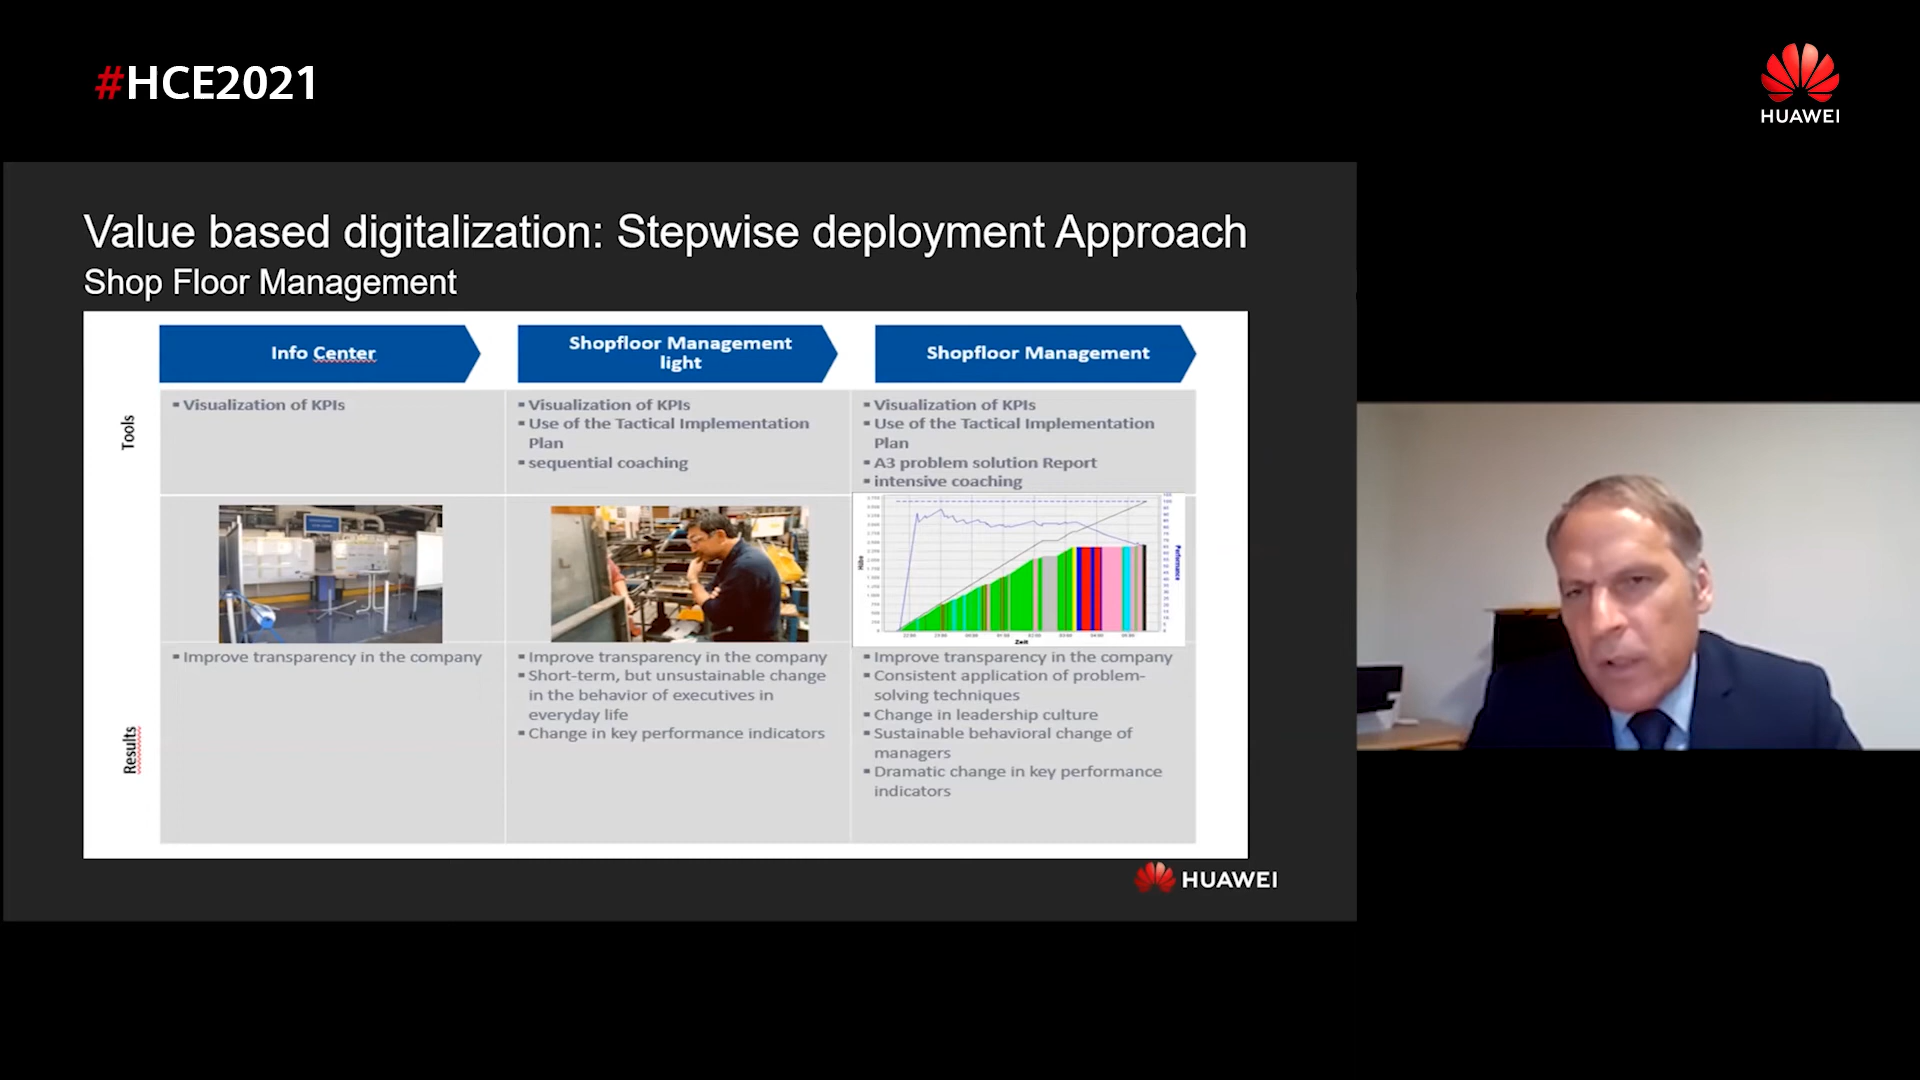 #HCE2021
HUAWEI
Value based digitalization: Stepwise deployment Approach
Shop Floor Management
Info Center
Shopfloor Management
light
Shopfloor Management
Tools
▪ Visualization of KPIs
▪ Visualization of KPIs
▪ Use of the Tactical Implementation
Plan
▪ sequential coaching
▪ Visualization of KPIs
▪ Use of the Tactical Implementation
Plan
▪ A3 problem solution Report
▪ intensive coaching
Performance
Zeit
Results
▪ Improve transparency in the company
▪ Improve transparency in the company
▪ Short-term, but unsustainable change
in the behavior of executives in
everyday life
▪ Change in key performance indicators
▪ Improve transparency in the company
▪ Consistent application of problem-
solving techniques
▪ Change in leadership culture
▪ Sustainable behavioral change of
managers
▪ Dramatic change in key performance
indicators
HUAWEI